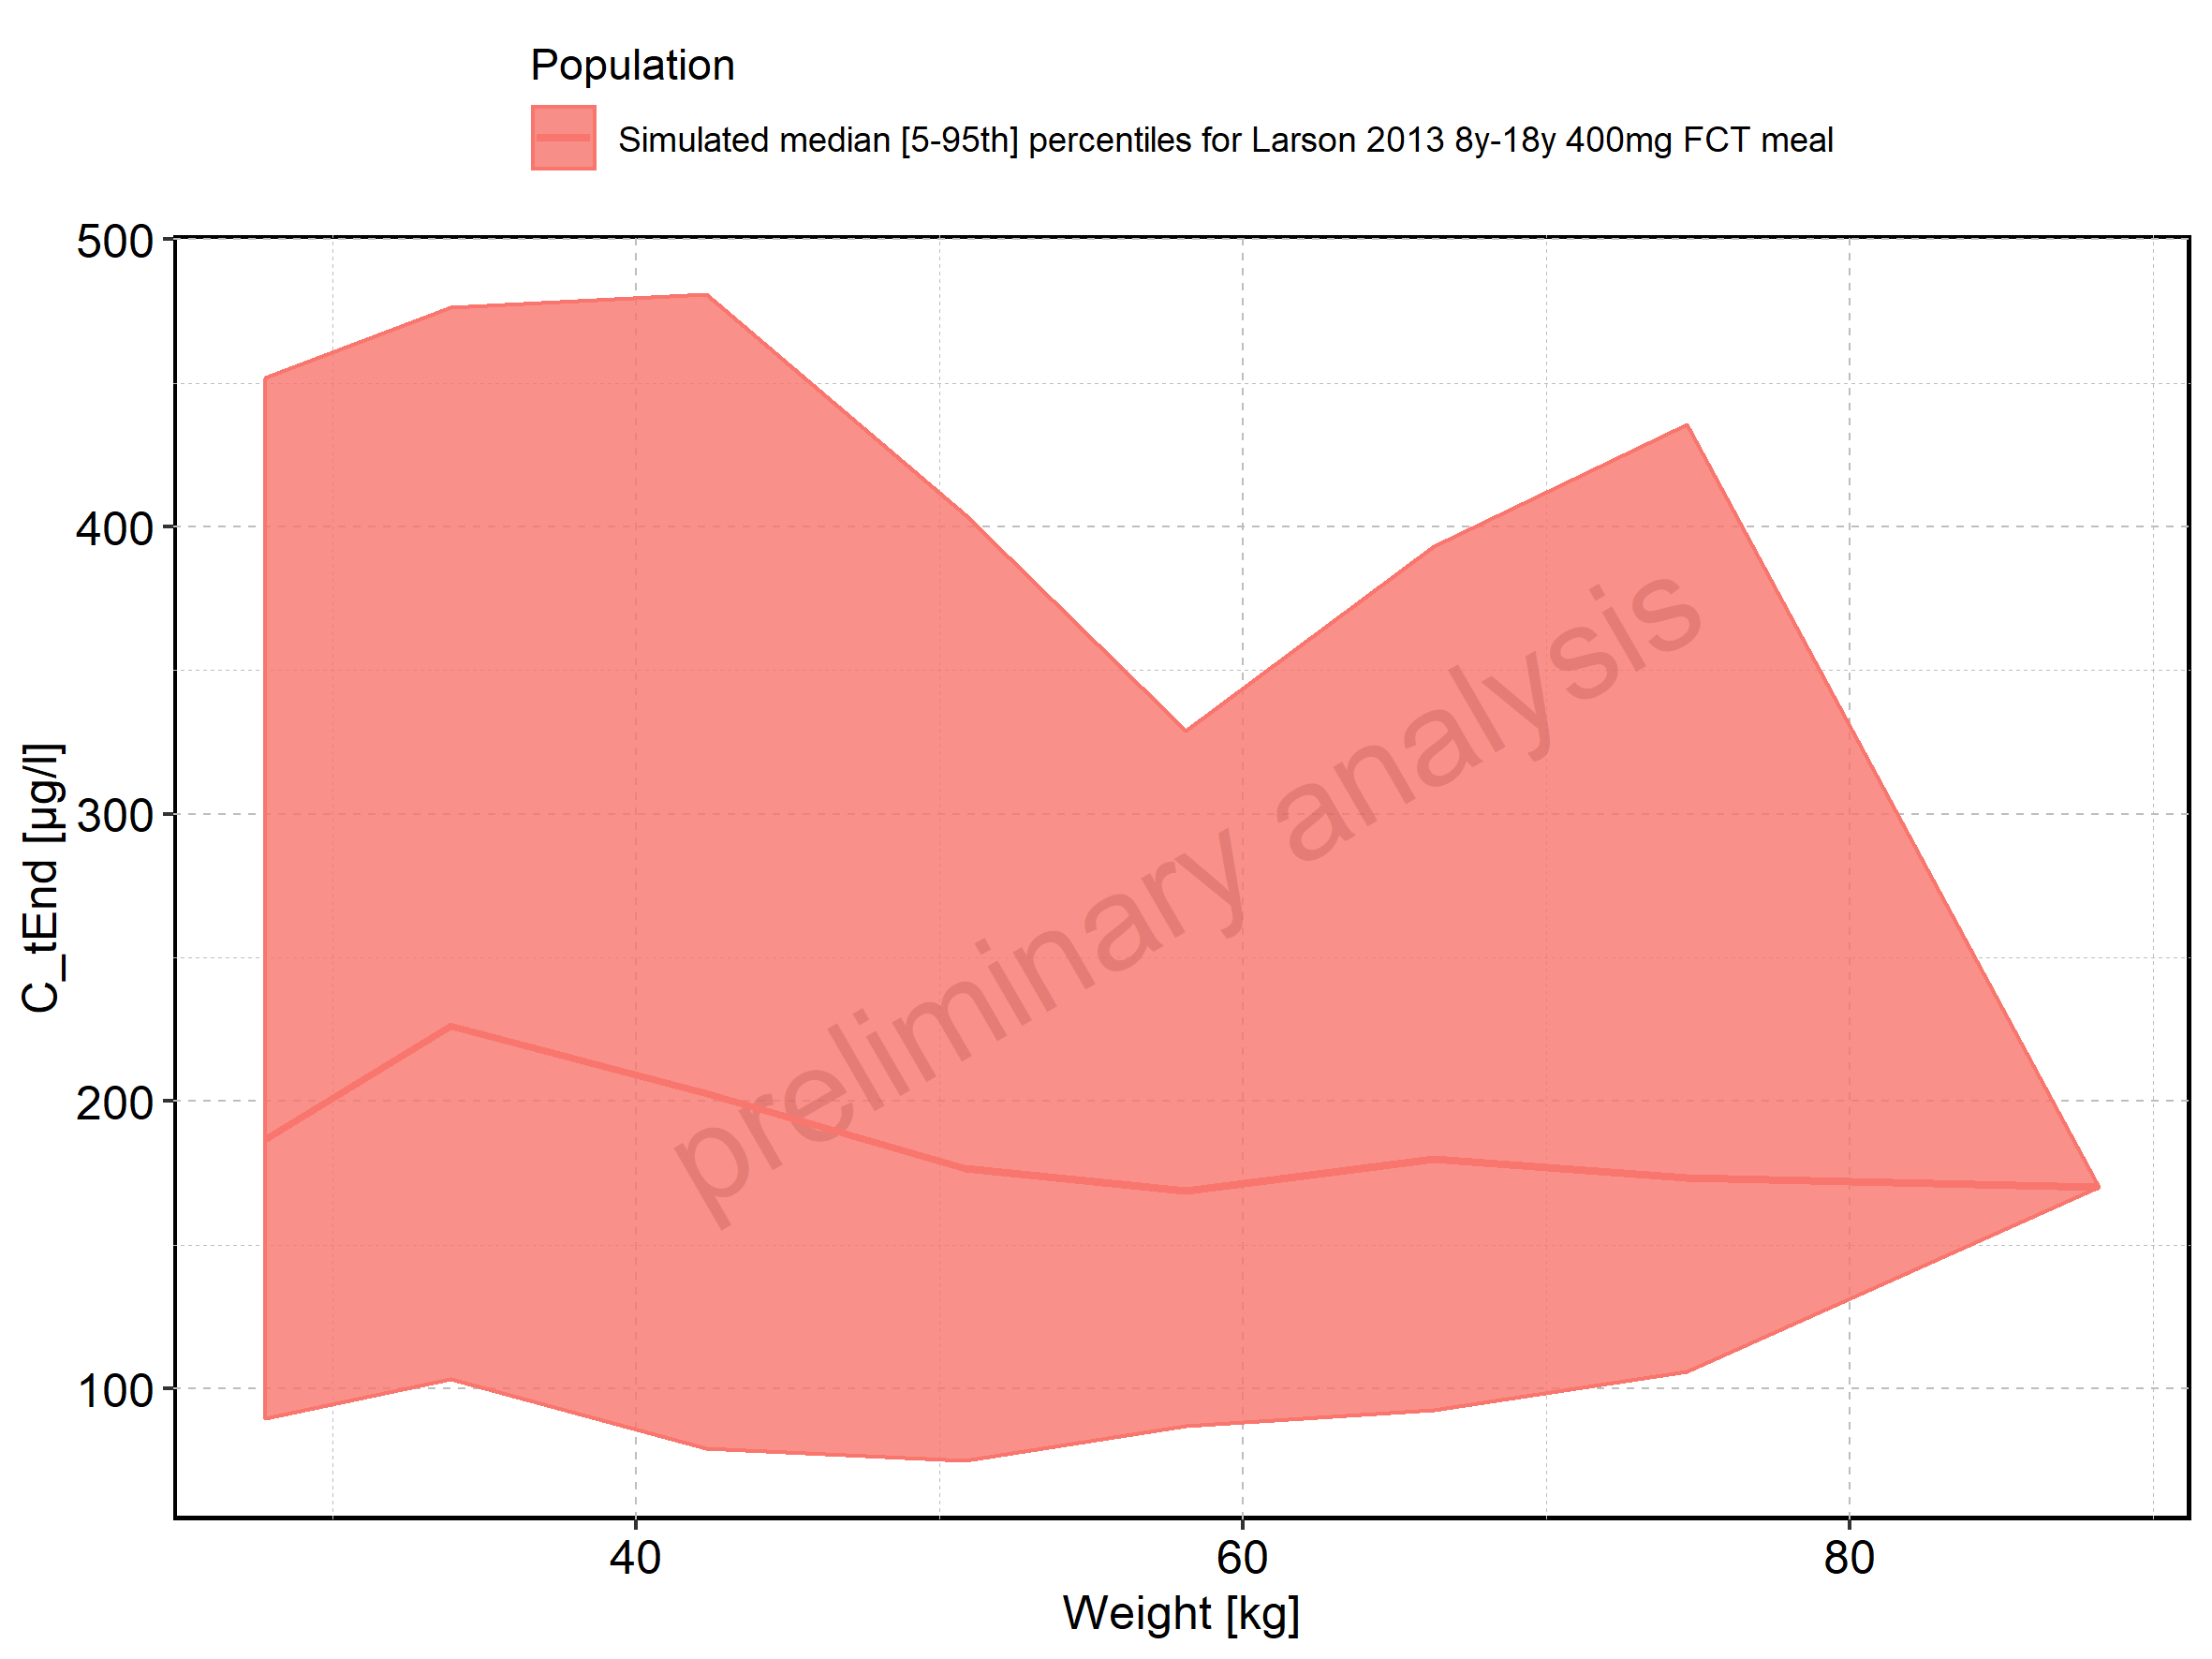 Population
Simulated median [5-95th] percentiles for Larson 2013 8y-18y 400mg FCT meal
500
400
300
200
100
C_tEnd [µg/l]
preliminary analysis
40 60 80
Weight [kg]